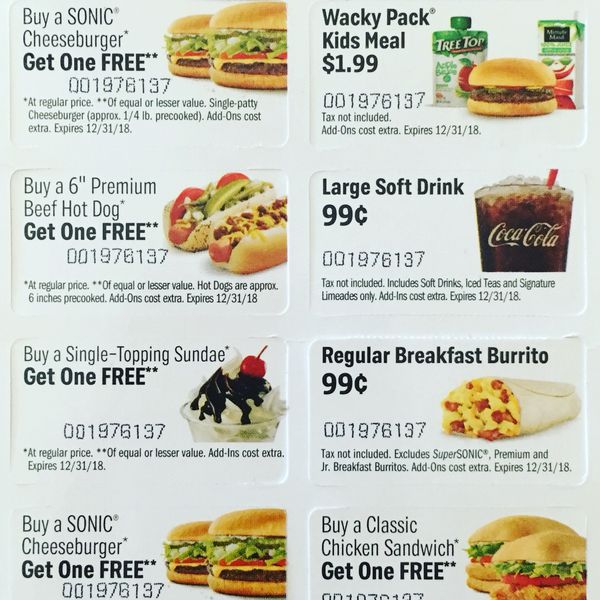 Buy a SONIC®
Cheeseburger*
Get One FREE**
001976137
*At regular price. **Of equal or lesser value. Single-patty
Cheeseburger (approx. 1/4 lb. precooked). Add-Ons cost
extra. Expires 12/31/18.
Wacky Pack®
Kids Meal
$1.99
001976137
Tax not included.
Add-Ons cost extra. Expires 12/31/18.
TREE TOP
Apple
Minute
Maid
Buy a 6" Premium
Beef Hot Dog*
Get One FREE**
001976137
*At regular price. **Of equal or lesser value. Hot Dogs are approx.
6 inches precooked. Add-Ons cost extra. Expires 12/31/18
Large Soft Drink
99¢
001976137
Tax not included. Includes Soft Drinks, Iced Teas and Signature
Limeades only. Add-Ins cost extra. Expires 12/31/18.
Coca-Cola
Buy a Single-Topping Sundae*
Get One FREE**
001976137
*At regular price. **Of equal or lesser value. Add-Ins cost extra.
Expires 12/31/18.
Regular Breakfast Burrito
99¢
001976137
Tax not included. Excludes SuperSONIC®, Premium and
Jr. Breakfast Burritos. Add-Ons cost extra. Expires 12/31/18.
Buy a SONIC®
Cheeseburger*
Get One FREE**
001976137
Buy a Classic
Chicken Sandwich*
Get One FREE**
001976137